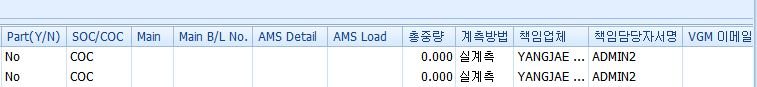 Part(Y/N) SOC/COC Main Main B/L No. AMS Detail AMS Load 총중량 계측방법 책임업체 책임담당자서명 VGM 이메일
No COC 0.000 실계측 YANGJAE ... ADMIN2
No COC 0.000 실계측 YANGJAE ... ADMIN2